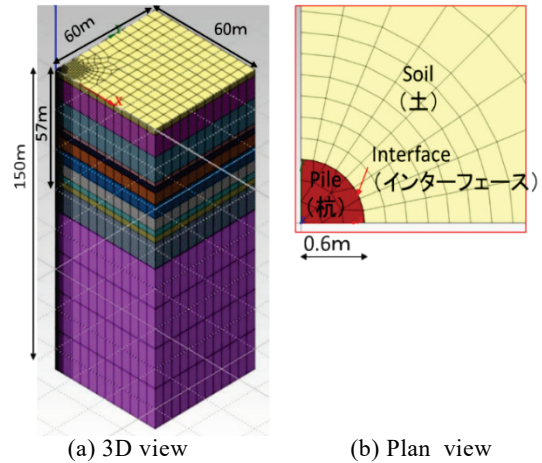 60m
60m
57m
150m
x
Soil
(土)
Interface
(インターフェース)
Pile
(杭)
0.6m
(a) 3D view
(b) Plan view